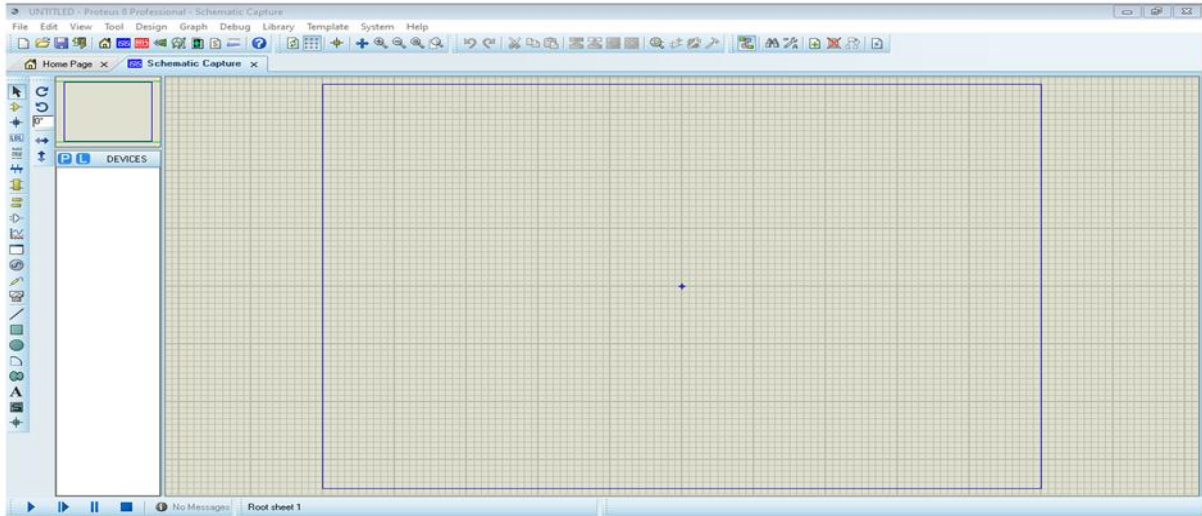 UNTITLED - Proteus 8 Professional - Schematic Capture
File Edit View Tool Design Graph Debug Library Template System Help
Home Page Schematic Capture
0°
LBL
P L DEVICES
A
S
No Messages Root sheet 1